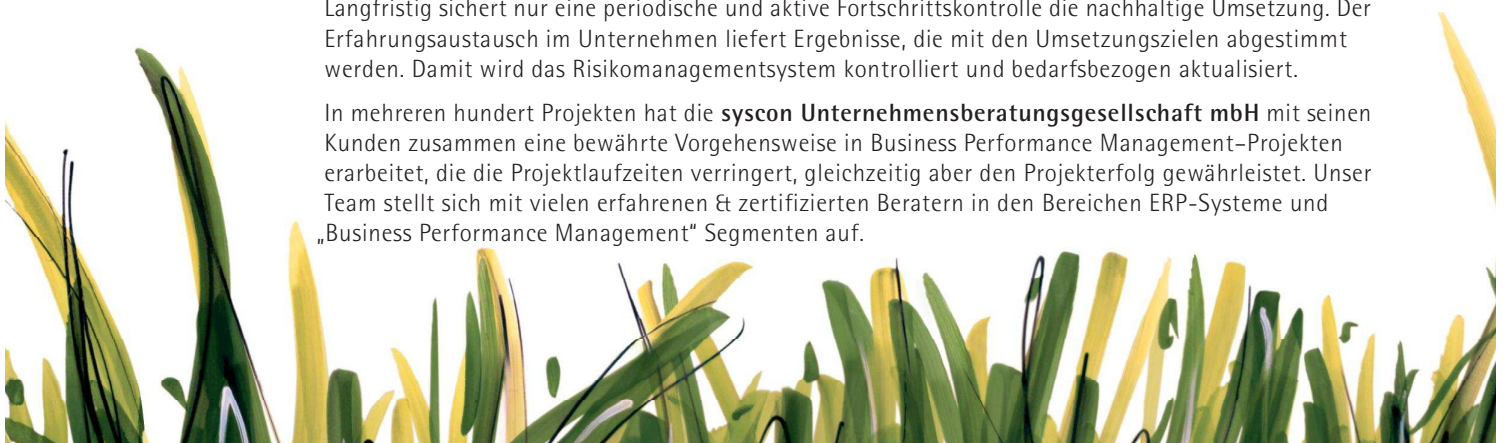 Langfristig sichert nur eine periodische und aktive Fortschrittskontrolle die nachhaltige Umsetzung. Der
Erfahrungsaustausch im Unternehmen liefert Ergebnisse, die mit den Umsetzungszielen abgestimmt
werden. Damit wird das Risikomanagementsystem kontrolliert und bedarfsbezogen aktualisiert.
In mehreren hundert Projekten hat die syscon Unternehmensberatungsgesellschaft mbH mit seinen
Kunden zusammen eine bewährte Vorgehensweise in Business Performance Management–Projekten
erarbeitet, die die Projektlaufzeiten verringert, gleichzeitig aber den Projekterfolg gewährleistet. Unser
Team stellt sich mit vielen erfahrenen & zertifizierten Beratern in den Bereichen ERP-Systeme und
„Business Performance Management“ Segmenten auf.